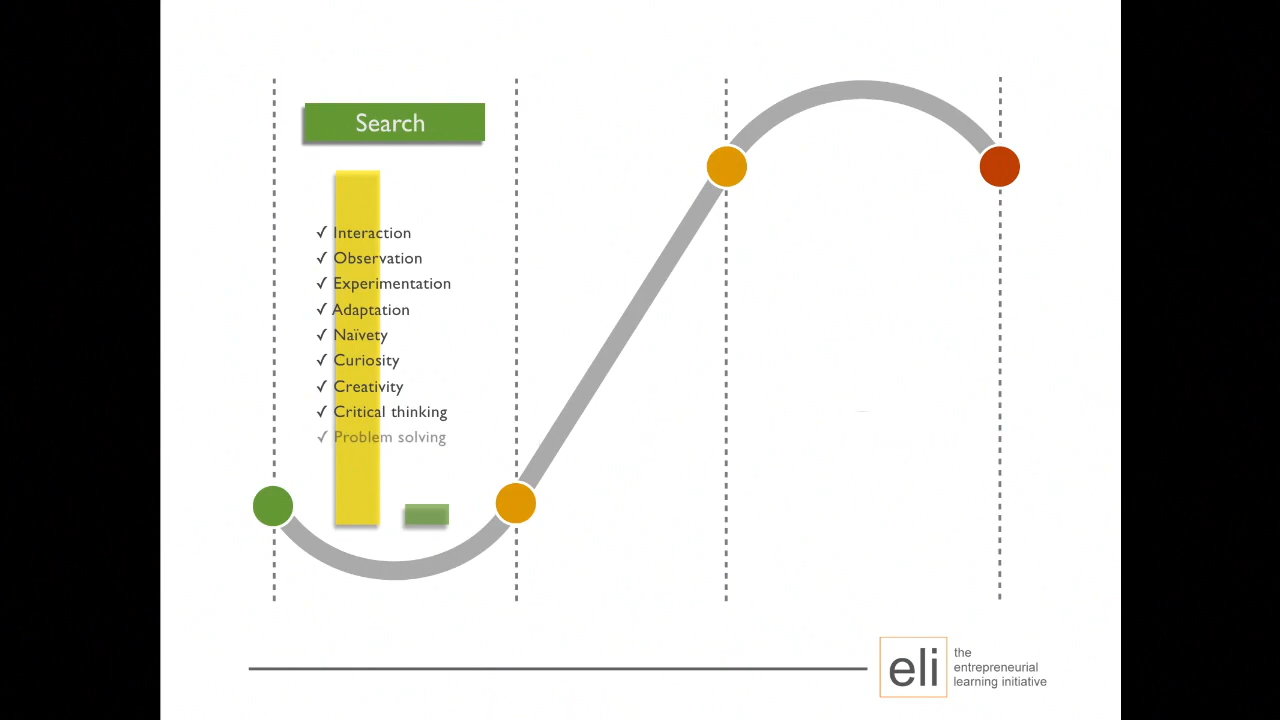 Search
✓ Interaction
✓ Observation
✓ Experimentation
✓ Adaptation
✓ Naïvety
✓ Curiosity
✓ Creativity
✓ Critical thinking
✓ Problem solving
eli
the
entrepreneurial
learning initiative